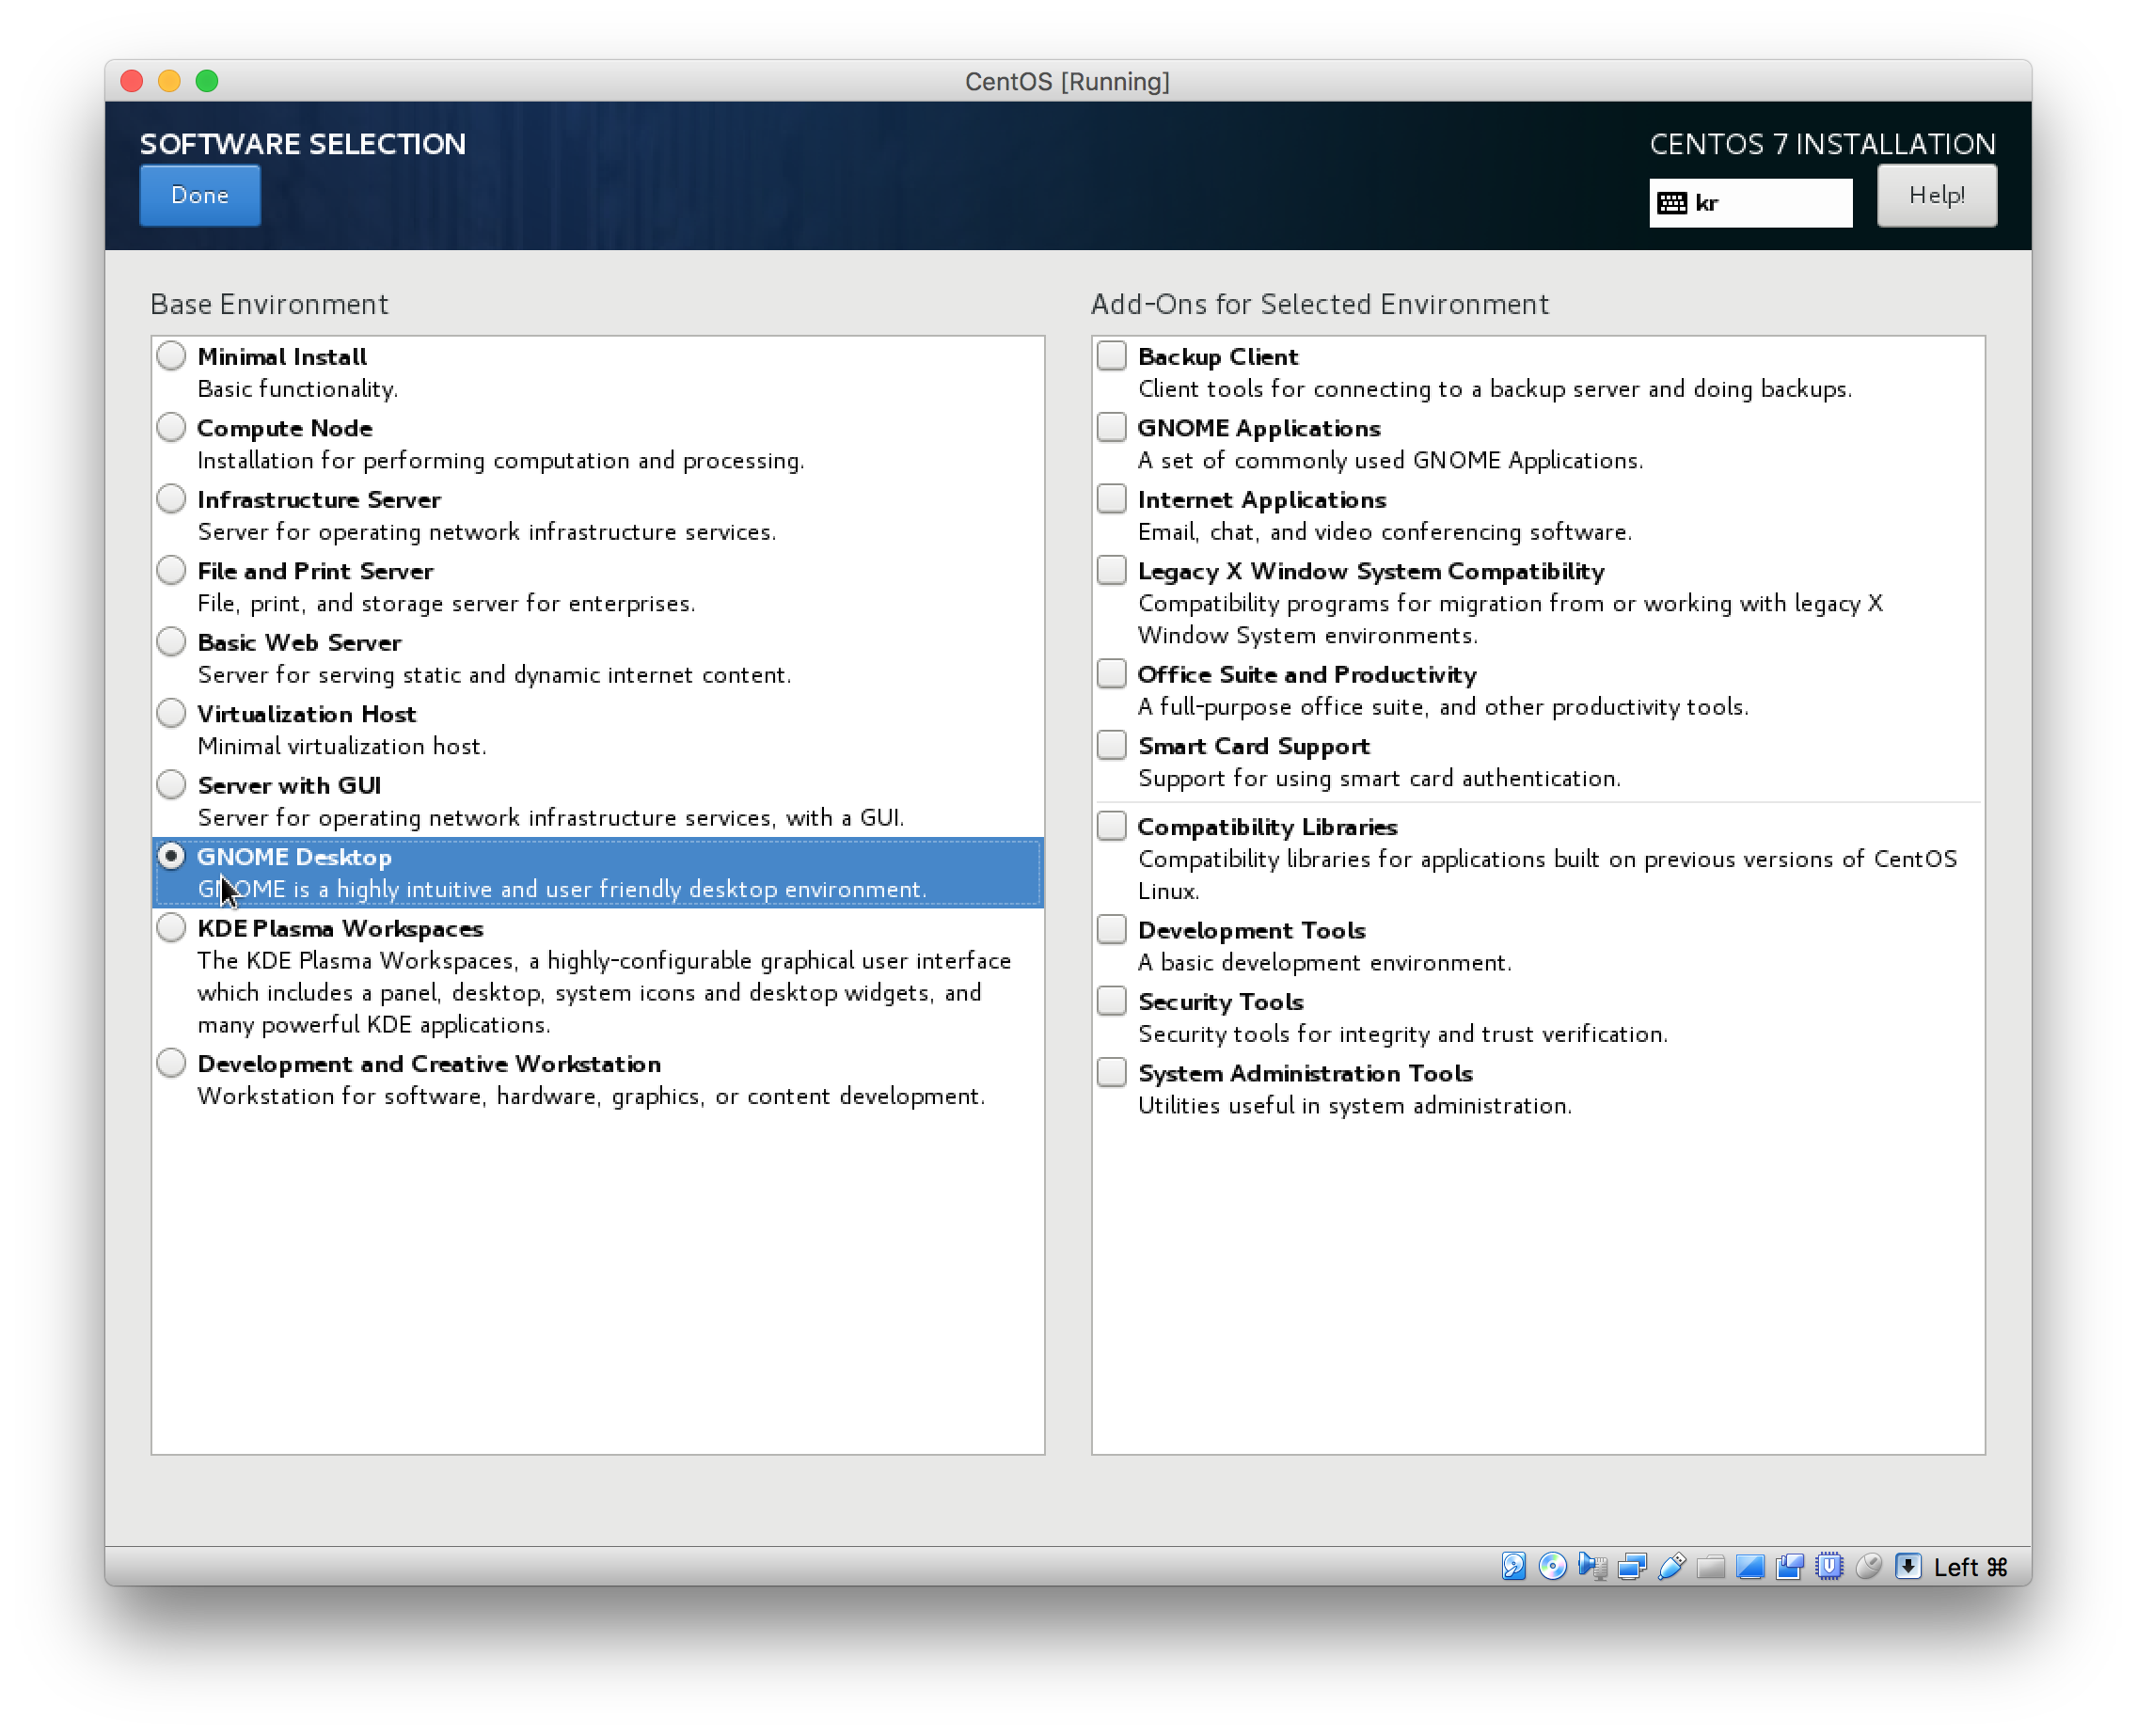 CentOS [Running]
SOFTWARE SELECTION
CENTOS 7 INSTALLATION
Done
kr
Help!
Base Environment
Minimal Install
Basic functionality.
Compute Node
Installation for performing computation and processing.
Infrastructure Server
Server for operating network infrastructure services.
File and Print Server
File, print, and storage server for enterprises.
Basic Web Server
Server for serving static and dynamic internet content.
Virtualization Host
Minimal virtualization host.
Server with GUI
Server for operating network infrastructure services, with a GUI.
GNOME Desktop
GNOME is a highly intuitive and user friendly desktop environment.
KDE Plasma Workspaces
The KDE Plasma Workspaces, a highly-configurable graphical user interface
which includes a panel, desktop, system icons and desktop widgets, and
many powerful KDE applications.
Development and Creative Workstation
Workstation for software, hardware, graphics, or content development.
Add-Ons for Selected Environment
Backup Client
Client tools for connecting to a backup server and doing backups.
GNOME Applications
A set of commonly used GNOME Applications.
Internet Applications
Email, chat, and video conferencing software.
Legacy X Window System Compatibility
Compatibility programs for migration from or working with legacy X
Window System environments.
Office Suite and Productivity
A full-purpose office suite, and other productivity tools.
Smart Card Support
Support for using smart card authentication.
Compatibility Libraries
Compatibility libraries for applications built on previous versions of CentOS
Linux.
Development Tools
A basic development environment.
Security Tools
Security tools for integrity and trust verification.
System Administration Tools
Utilities useful in system administration.
Left ⌘